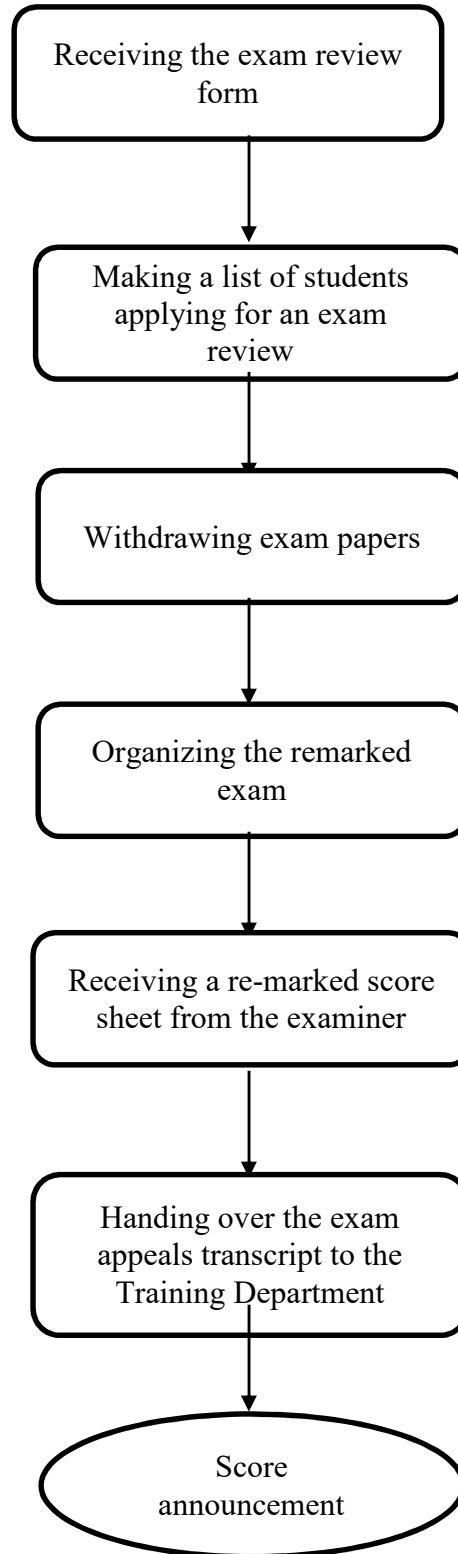 Receiving the exam review
form
Making a list of students
applying for an exam
review
Withdrawing exam papers
Organizing the remarked
exam
Receiving a re-marked score
sheet from the examiner
Handing over the exam
appeals transcript to the
Training Department
Score
announcement